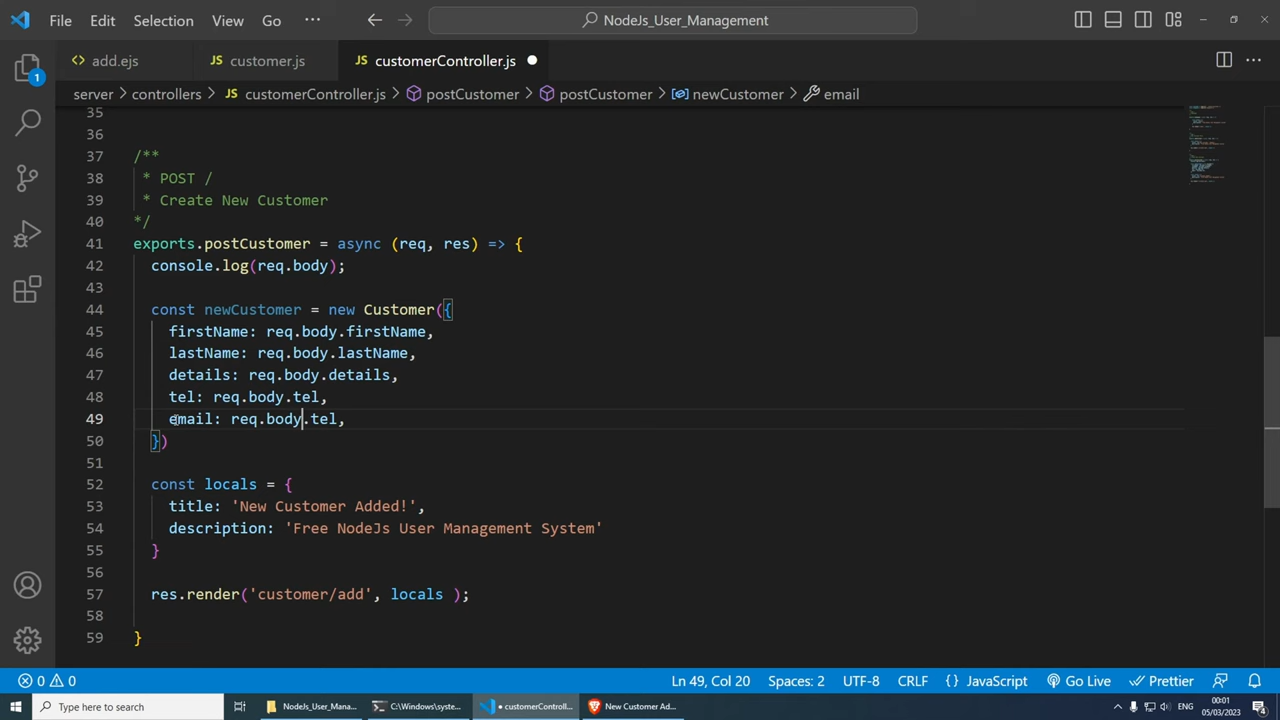 File Edit Selection View Go ··· NodeJs_User_Management
add.ejs JS customer.js JS customerController.js
server > controllers > JS customerController.js > postCustomer > postCustomer > newCustomer > email
1
35
36
37 /**
38 * POST /
39 * Create New Customer
40 */
41 exports.postCustomer = async (req, res) => {
42 console.log(req.body);
43
44 const newCustomer = new Customer({
45 firstName: req.body.firstName,
46 lastName: req.body.lastName,
47 details: req.body.details,
48 tel: req.body.tel,
49 email: req.body.tel,
50 })
51
52 const locals = {
53 title: 'New Customer Added!',
54 description: 'Free NodeJs User Management System'
55 }
56
57 res.render('customer/add', locals );
58
59 }
0 0 Ln 49, Col 20 Spaces: 2 UTF-8 CRLF {} JavaScript Go Live Prettier
Type here to search NodeJs_User_Mana... C:\Windows\syste... • customerControll... New Customer Ad... ENG 00:01
05/03/2023